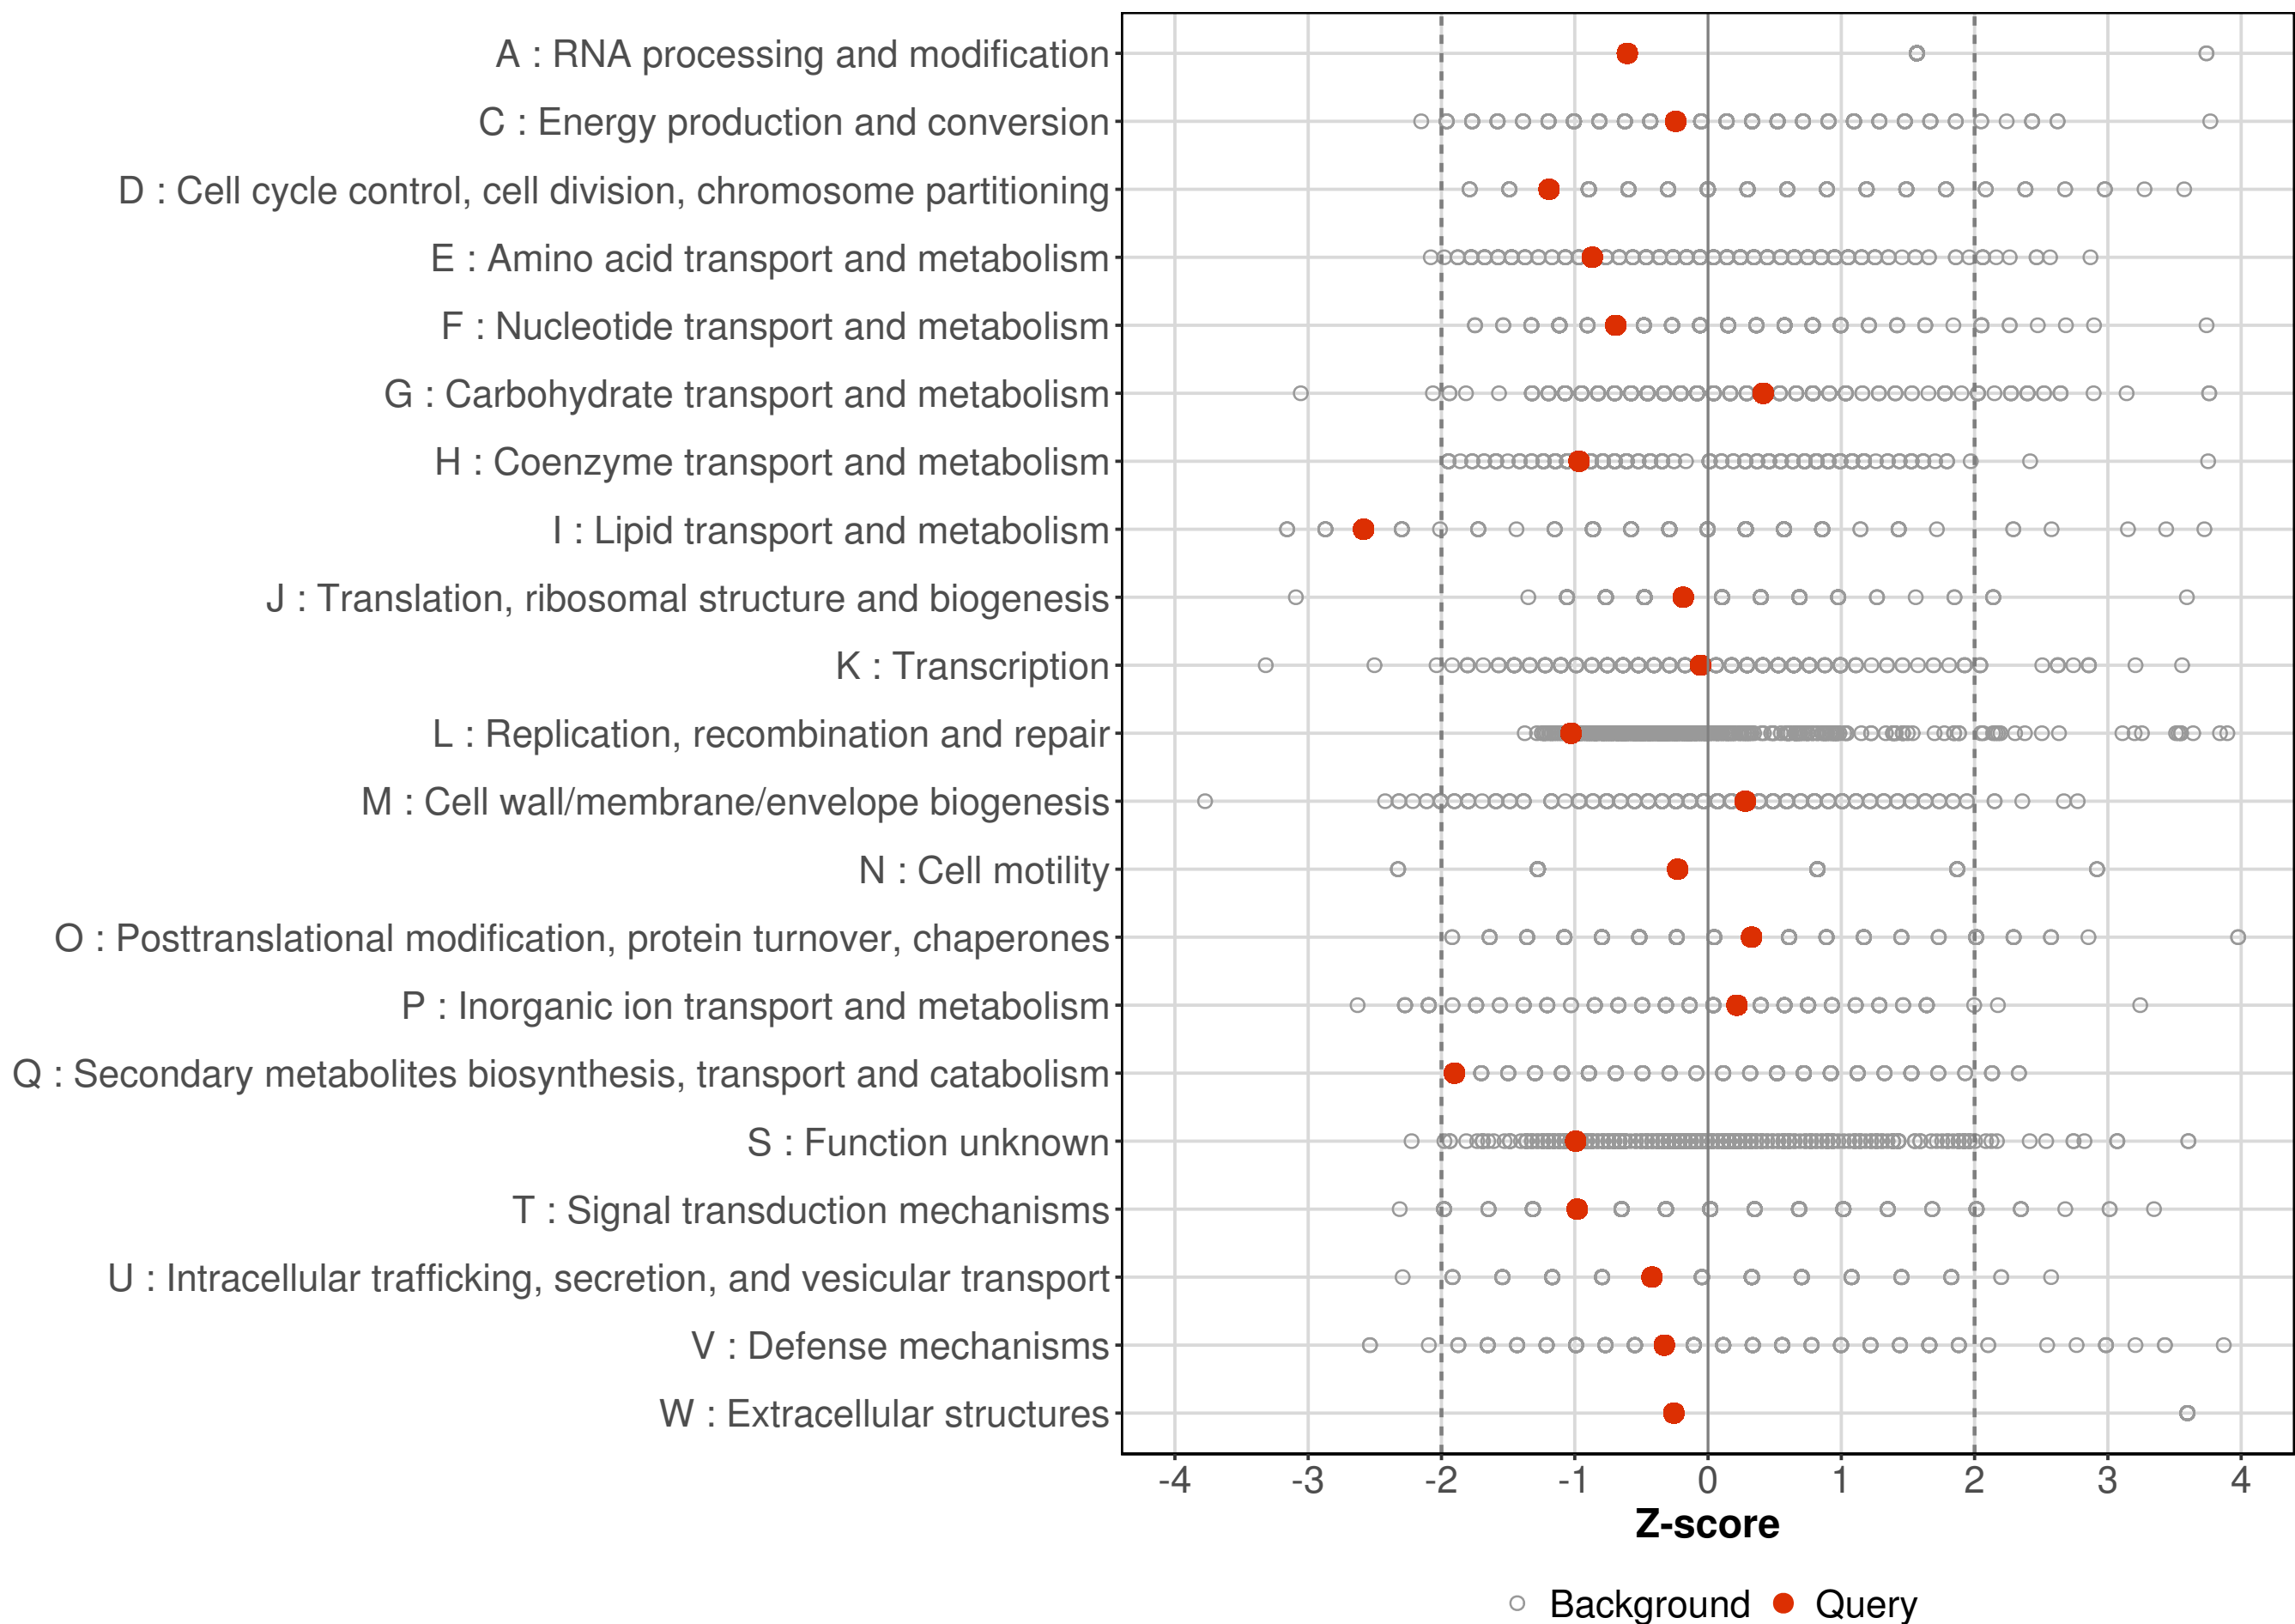 A : RNA processing and modification
C : Energy production and conversion
D : Cell cycle control, cell division, chromosome partitioning
E : Amino acid transport and metabolism
F : Nucleotide transport and metabolism
G : Carbohydrate transport and metabolism
H : Coenzyme transport and metabolism
I : Lipid transport and metabolism
J : Translation, ribosomal structure and biogenesis
K : Transcription
L : Replication, recombination and repair
M : Cell wall/membrane/envelope biogenesis
N : Cell motility
O : Posttranslational modification, protein turnover, chaperones
P : Inorganic ion transport and metabolism
Q : Secondary metabolites biosynthesis, transport and catabolism
S : Function unknown
T : Signal transduction mechanisms
U : Intracellular trafficking, secretion, and vesicular transport
V : Defense mechanisms
W : Extracellular structures
-4 -3 -2 -1 0 1 2 3 4
Z-score
Background Query